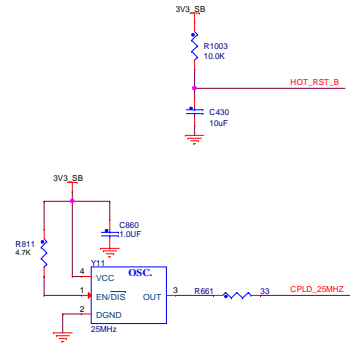 3V3_SB
R1003
10.0K
HOT_RST_B
C430
10uF
3V3_SB
C860
1.0UF
R811
4.7K
Y11
OSC.
4
VCC
1
EN/DIS
OUT
3
R661
33
CPLD_25MHZ
2
DGND
25MHz